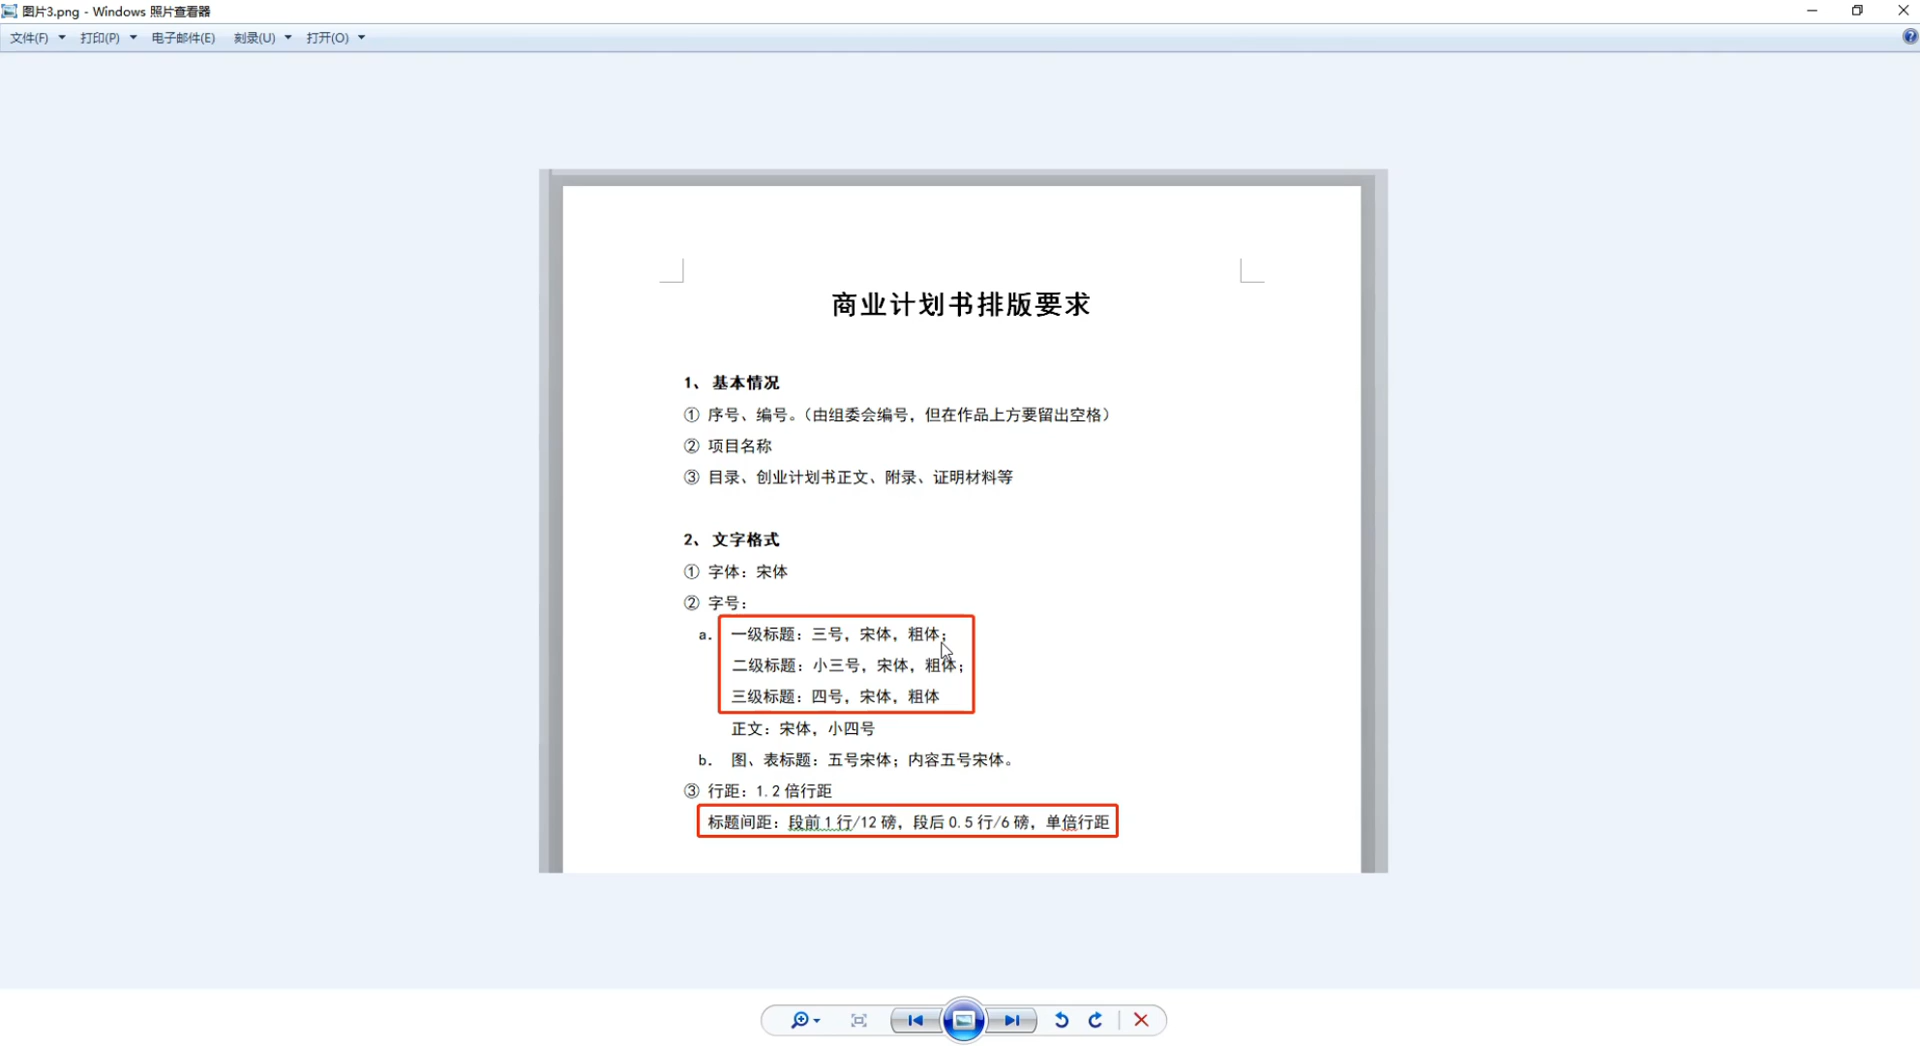 图片3.png - Windows 照片查看器
文件(F) 打印(P) 电子邮件(E) 刻录(U) 打开(O)
商业计划书排版要求
1、 基本情况
① 序号、编号。（由组委会编号，但在作品上方要留出空格）
② 项目名称
③ 目录、创业计划书正文、附录、证明材料等
2、 文字格式
① 字体：宋体
② 字号：
a. 一级标题：三号，宋体，粗体；
二级标题：小三号，宋体，粗体；
三级标题：四号，宋体，粗体
正文：宋体，小四号
b. 图、表标题：五号宋体；内容五号宋体。
③ 行距：1.2 倍行距
标题间距：段前 1 行/12 磅，段后 0.5 行/6 磅，单倍行距